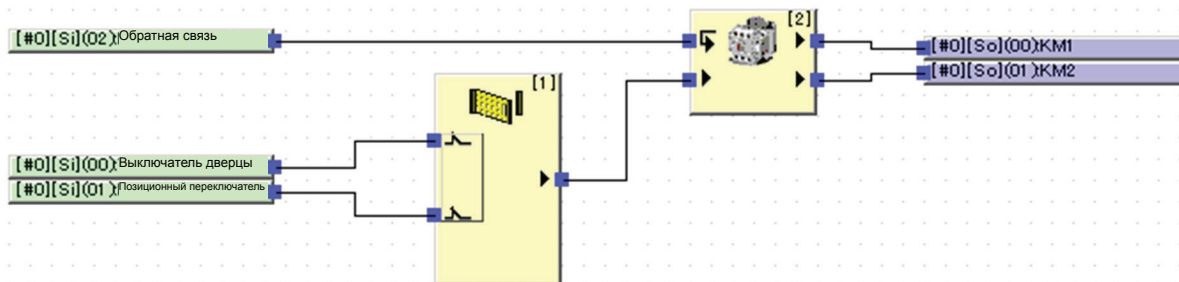 [#0][Si](02):Обратная связь
[2]
[#0][So](00):KM1
[#0][So](01):KM2
[1]
[#0][Si](00):Выключатель дверцы
[#0][Si](01):Позиционный переключатель